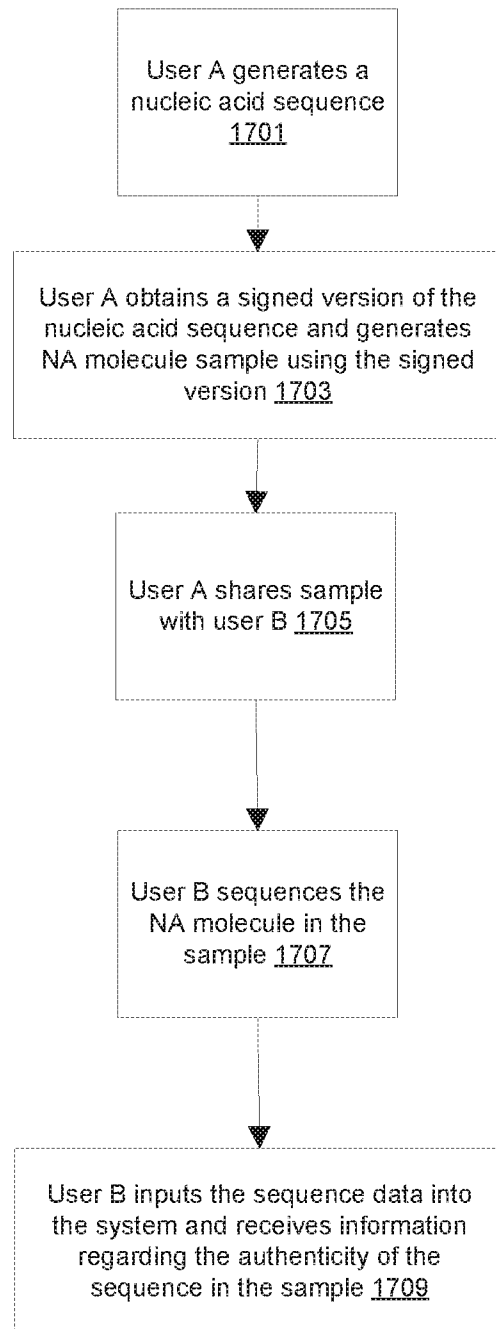 User A generates a
nucleic acid sequence
1701
User A obtains a signed version of the
nucleic acid sequence and generates
NA molecule sample using the signed
version 1703
User A shares sample
with user B 1705
User B sequences the
NA molecule in the
sample 1707
User B inputs the sequence data into
the system and receives information
regarding the authenticity of the
sequence in the sample 1709